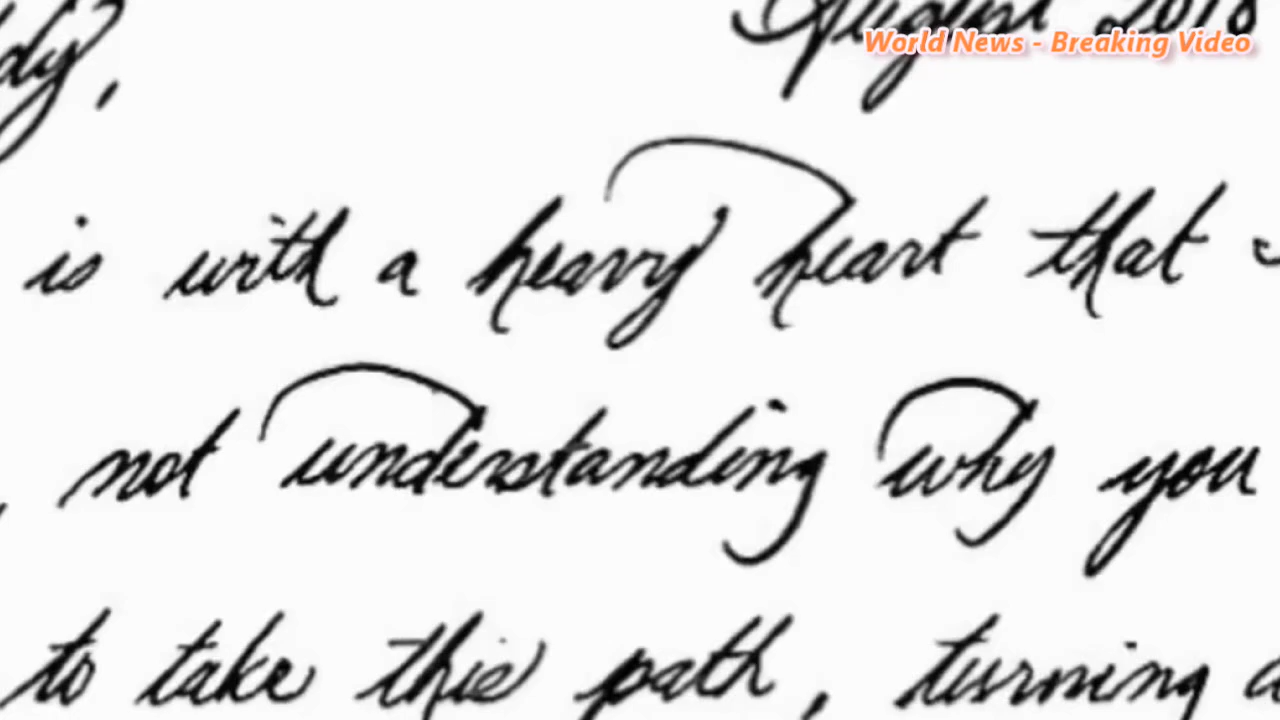 August 2018
World News - Breaking Video
is with a heavy heart that
, not understanding why you
to take this path, turning